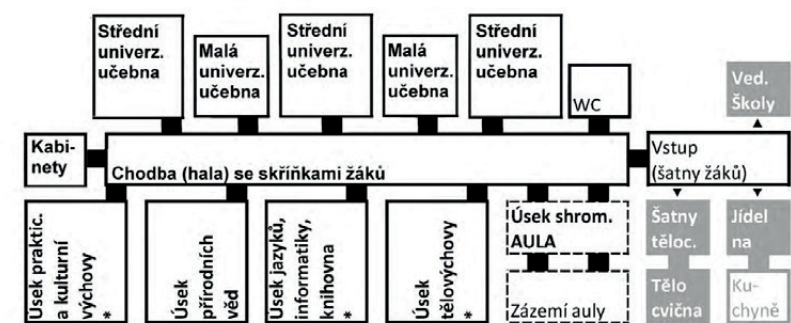 Střední
univerz.
učebna
Malá
univerz.
učebna
Střední
univerz.
učebna
Malá
univerz.
učebna
Střední
univerz.
učebna
WC
Ved.
Školy
Kabi-
nety
Chodba (hala) se skříňkami žáků
Vstup
(šatny žáků)
Úsek praktic.
a kulturní
výchovy
*
Úsek
přírodních
věd
Úsek jazyků,
informatiky,
knihovna
*
Úsek
tělovýchovy
*
Úsek shrom.
AULA
Zázemí auly
Šatny
těloc.
Jídel
na
Tělo
cvična
Ku-
chyně